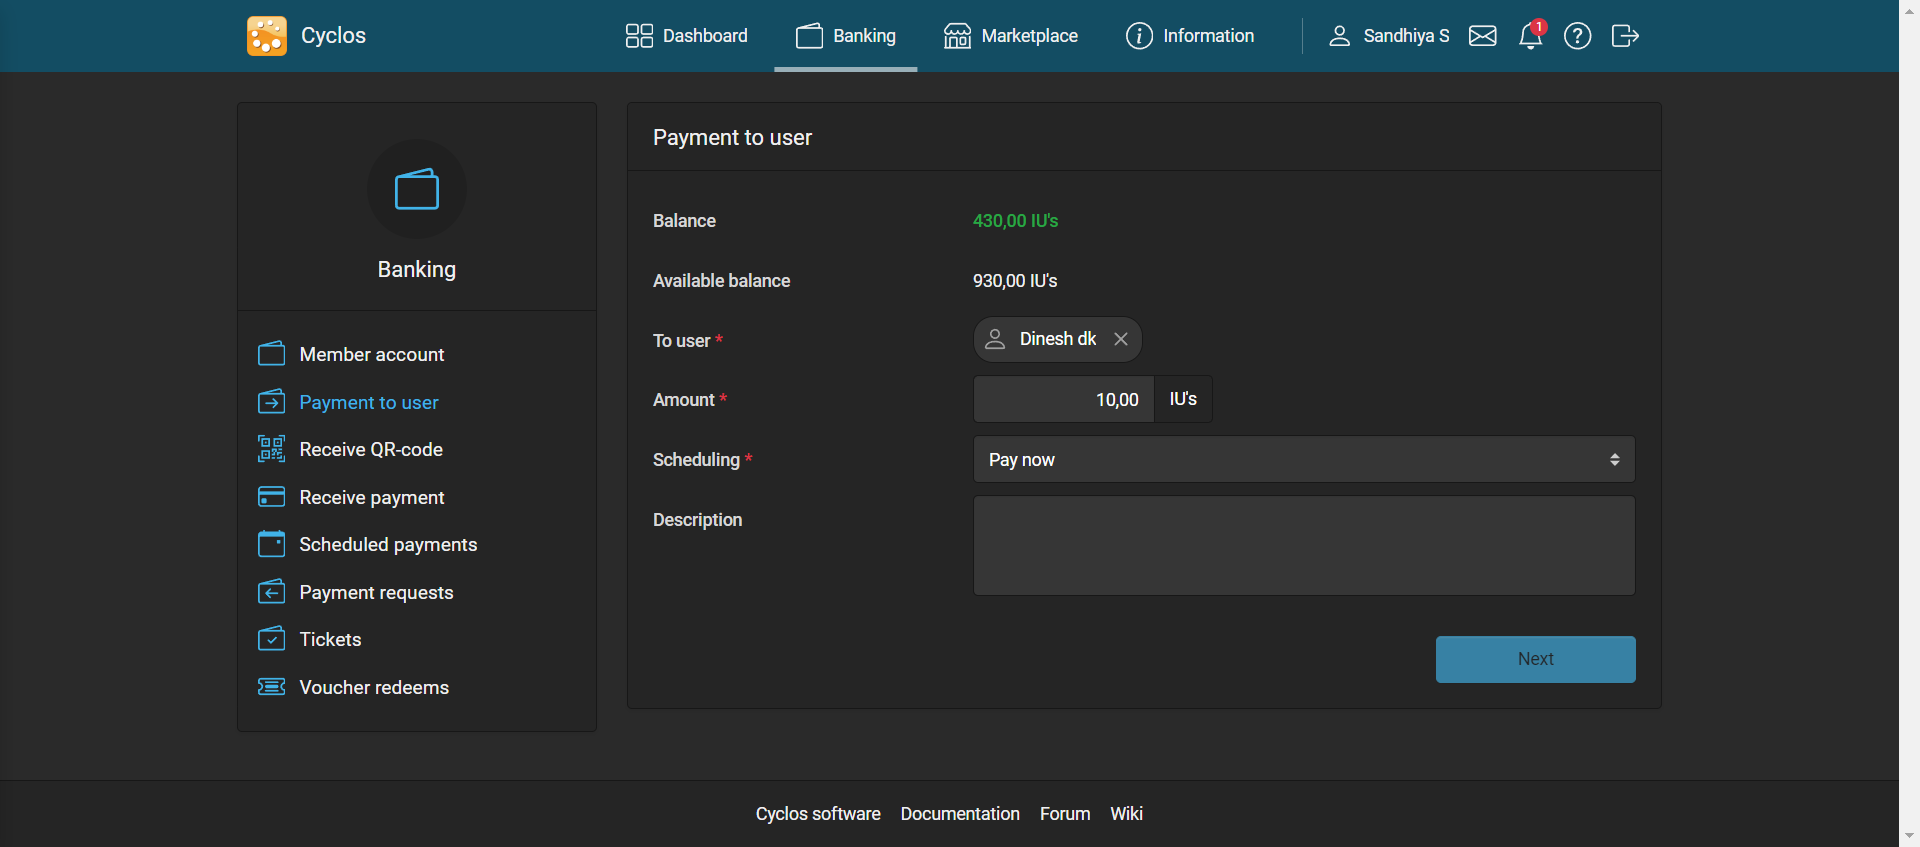 Cyclos
Dashboard
Banking
Marketplace
Information
Sandhiya S
1
Banking
Member account
Payment to user
Receive QR-code
Receive payment
Scheduled payments
Payment requests
Tickets
Voucher redeems
Payment to user
Balance 430,00 IU's
Available balance 930,00 IU's
To user * Dinesh dk
Amount * 10,00 IU's
Scheduling * Pay now
Description
Next
Cyclos software Documentation Forum Wiki